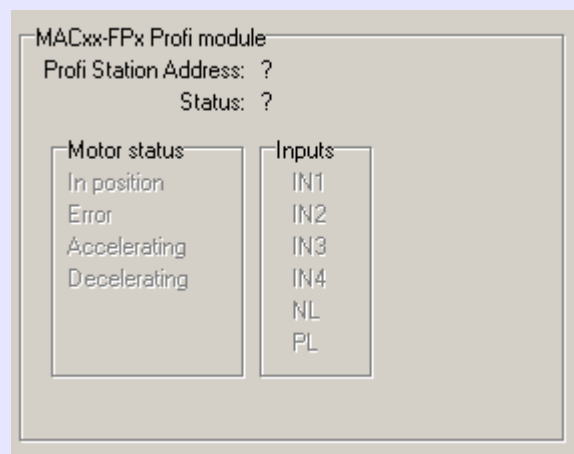 MACxx-FPx Profi module
Profi Station Address: ?
Status: ?
Motor status
In position
Error
Accelerating
Decelerating
Inputs
IN1
IN2
IN3
IN4
NL
PL